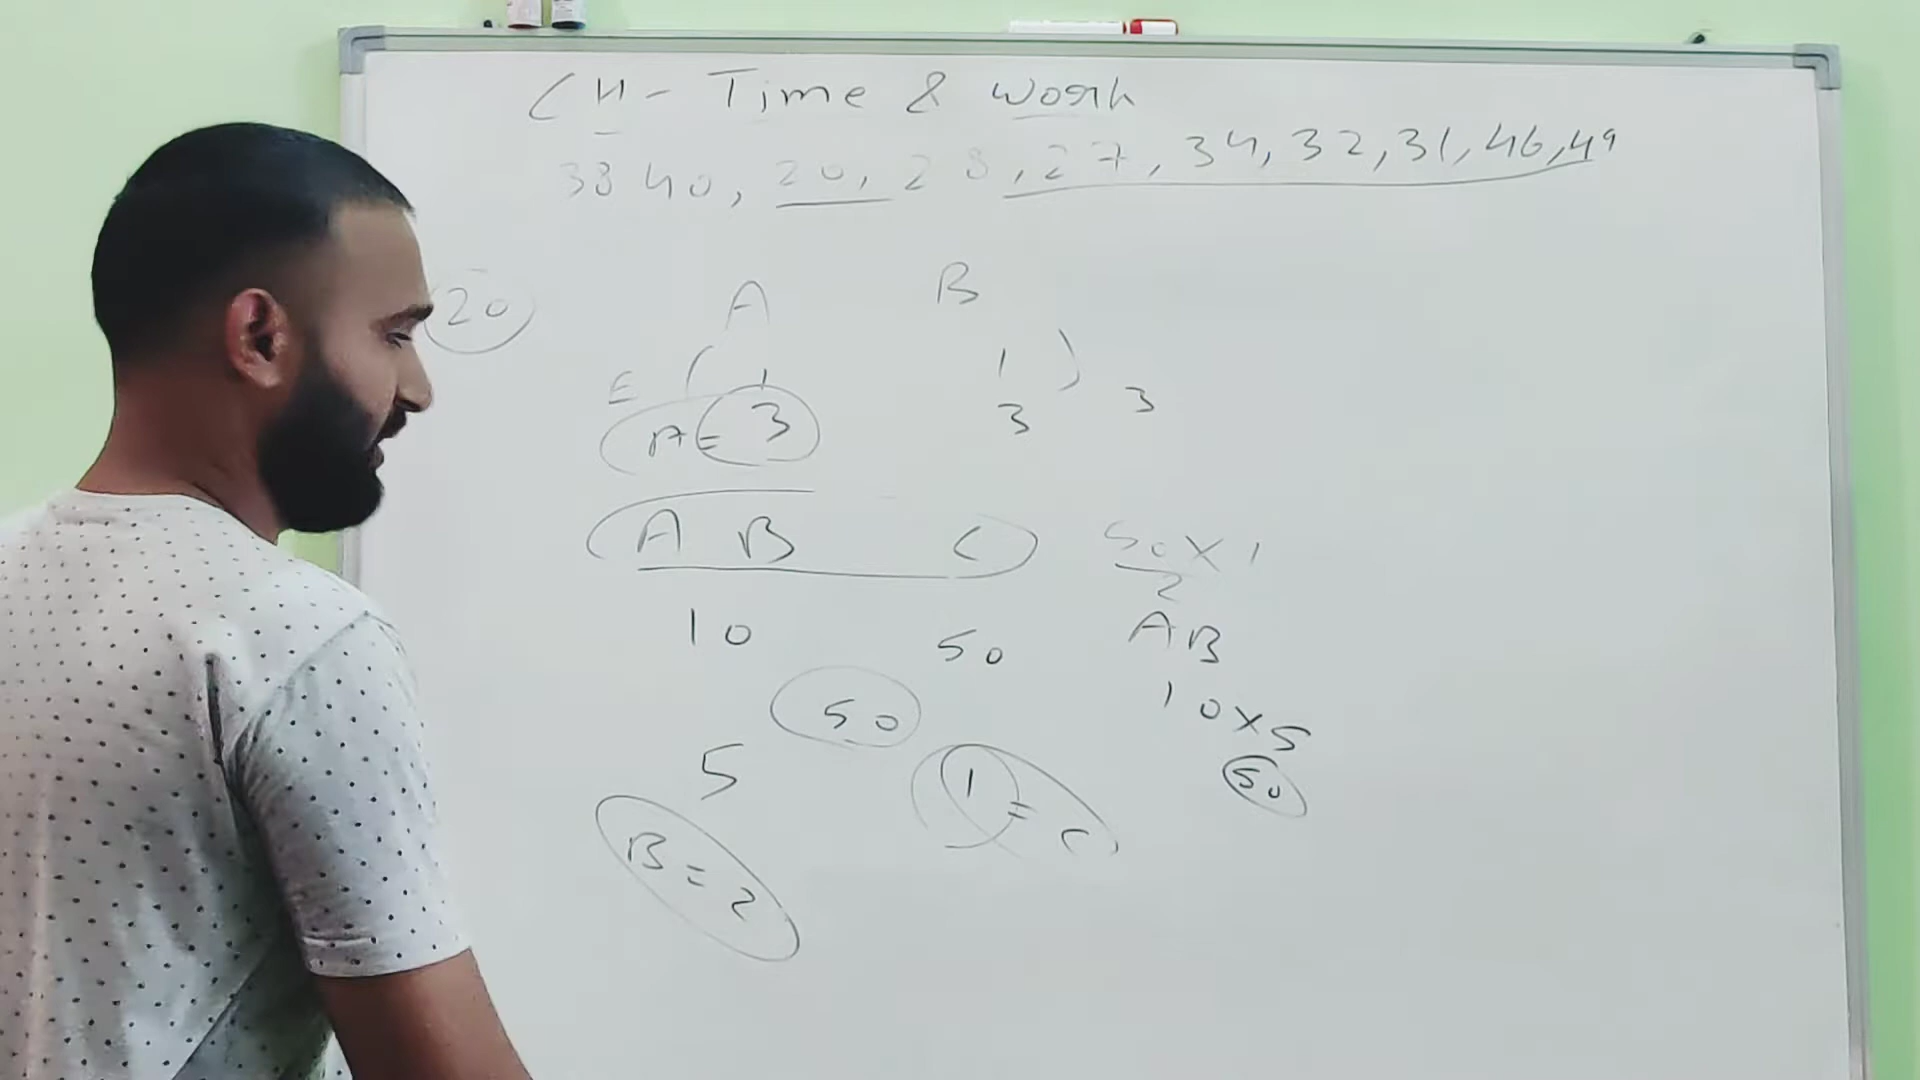 CH - Time & Work
38 40, 20, 28, 27, 34, 32, 31, 46, 49
20 A B
E ( 1 1 ) 3
A = 3 3
A B C 50 X 1
2
10 50 A B
50 10 X 5
5 1 = C 50
B = 2